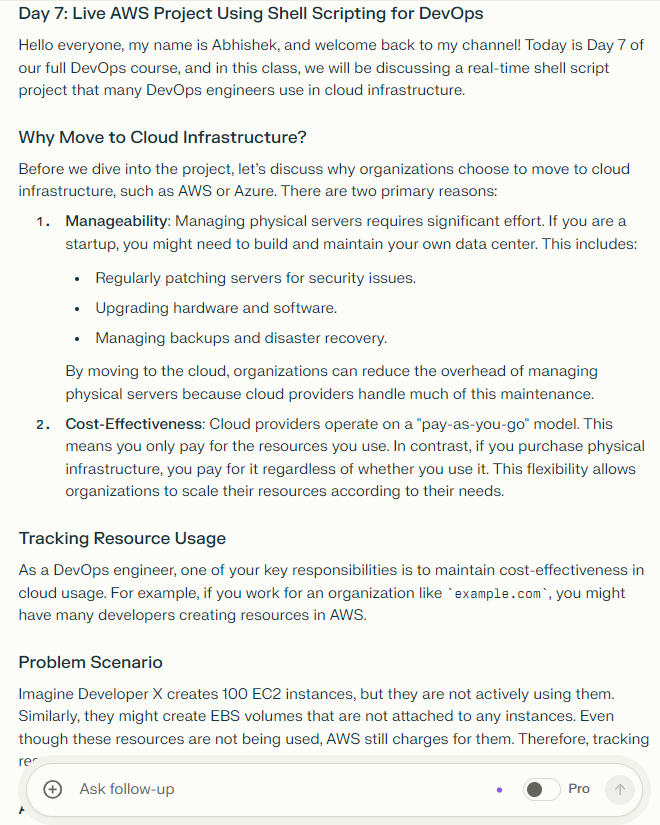 Day 7: Live AWS Project Using Shell Scripting for DevOps
Hello everyone, my name is Abhishek, and welcome back to my channel! Today is Day 7 of
our full DevOps course, and in this class, we will be discussing a real-time shell script
project that many DevOps engineers use in cloud infrastructure.
Why Move to Cloud Infrastructure?
Before we dive into the project, let's discuss why organizations choose to move to cloud
infrastructure, such as AWS or Azure. There are two primary reasons:
1. Manageability: Managing physical servers requires significant effort. If you are a
startup, you might need to build and maintain your own data center. This includes:
• Regularly patching servers for security issues.
• Upgrading hardware and software.
• Managing backups and disaster recovery.
By moving to the cloud, organizations can reduce the overhead of managing
physical servers because cloud providers handle much of this maintenance.
2. Cost-Effectiveness: Cloud providers operate on a "pay-as-you-go" model. This
means you only pay for the resources you use. In contrast, if you purchase physical
infrastructure, you pay for it regardless of whether you use it. This flexibility allows
organizations to scale their resources according to their needs.
Tracking Resource Usage
As a DevOps engineer, one of your key responsibilities is to maintain cost-effectiveness in
cloud usage. For example, if you work for an organization like `example.com`, you might
have many developers creating resources in AWS.
Problem Scenario
Imagine Developer X creates 100 EC2 instances, but they are not actively using them.
Similarly, they might create EBS volumes that are not attached to any instances. Even
though these resources are not being used, AWS still charges for them. Therefore, tracking
Ask follow-up
Pro